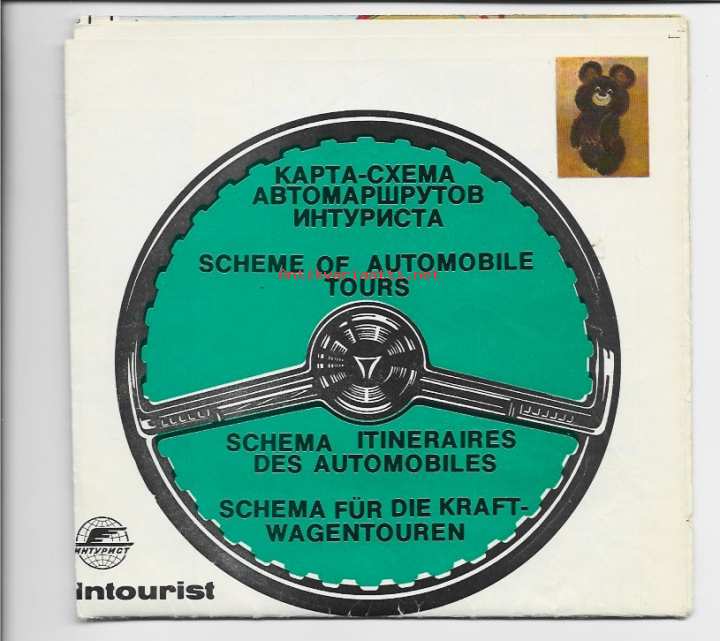 КАРТА-СХЕМА
АВТОМАРШРУТОВ
ИНТУРИСТА
SCHEME OF AUTOMOBILE
TOURS
SCHEMA ITINERAIRES
DES AUTOMOBILES
SCHEMA FÜR DIE KRAFT-
WAGENTOUREN
ИНТУРИСТ
Intourist